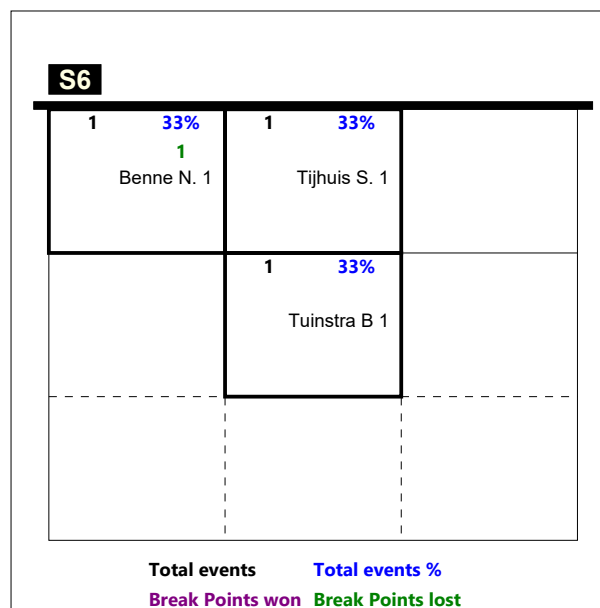 S6
1 33% 1 33%
1
Benne N. 1 Tijhuis S. 1
1 33%
Tuinstra B 1
Total events Total events %
Break Points won Break Points lost